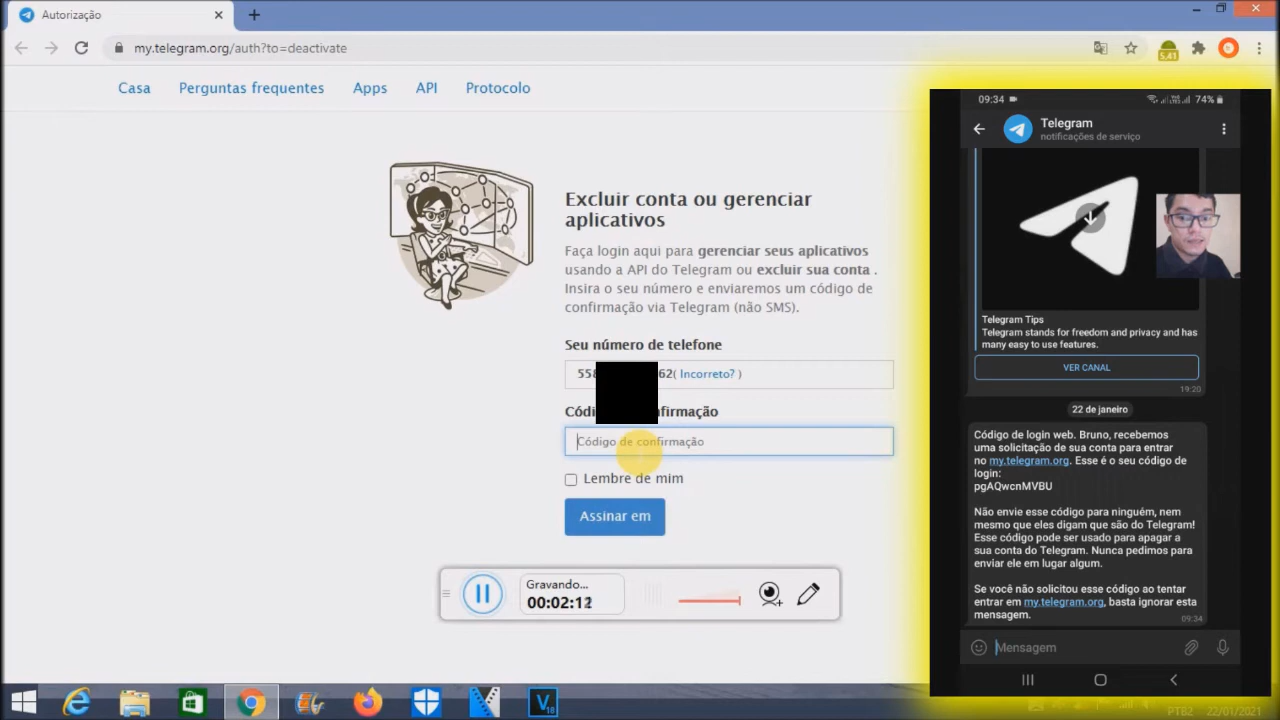 Autorização
my.telegram.org/auth?to=deactivate
5.41
Casa
Perguntas frequentes
Apps
API
Protocolo
Excluir conta ou gerenciar
aplicativos
Faça login aqui para gerenciar seus aplicativos
usando a API do Telegram ou excluir sua conta .
Insira o seu número e enviaremos um código de
confirmação via Telegram (não SMS).
Seu número de telefone
62( Incorreto? )
Código de confirmação
Lembre de mim
Assinar em
Gravando...
00:02:12
09:34
74%
Telegram
notificações de serviço
Telegram Tips
Telegram stands for freedom and privacy and has
many easy to use features.
VER CANAL
19:20
22 de janeiro
Código de login web. Bruno, recebemos
uma solicitação de sua conta para entrar
no my.telegram.org. Esse é o seu código de
login:
pgAQwcnMVBU
Não envie esse código para ninguém, nem
mesmo que eles digam que são do Telegram!
Esse código pode ser usado para apagar a
sua conta do Telegram. Nunca pedimos para
enviar ele em lugar algum.
Se você não solicitou esse código ao tentar
entrar em my.telegram.org, basta ignorar esta
mensagem.
09:34
Mensagem
PTB2
22/01/2021